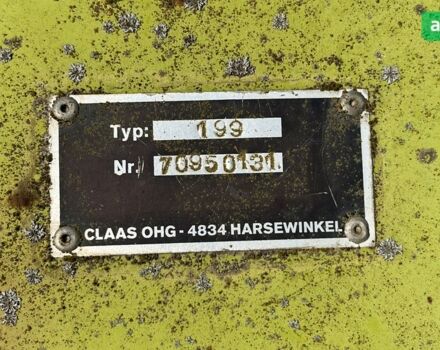 Typ: 199
Nr. 70950131.
CLAAS OHG - 4834 HARSEWINKEL